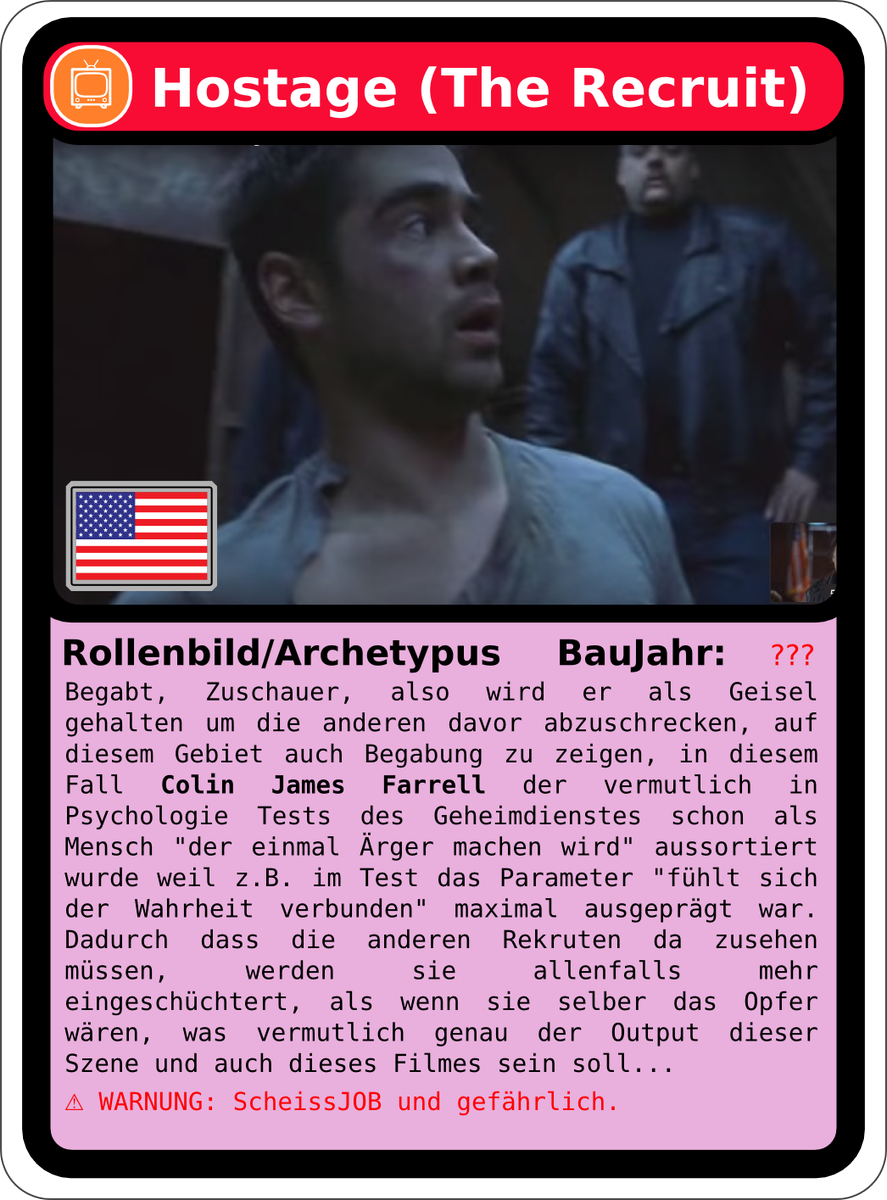 Hostage (The Recruit)
Rollenbild/Archetypus BauJahr: ???
Begabt, Zuschauer, also wird er als Geisel
gehalten um die anderen davor abzuschrecken, auf
diesem Gebiet auch Begabung zu zeigen, in diesem
Fall Colin James Farrell der vermutlich in
Psychologie Tests des Geheimdienstes schon als
Mensch "der einmal Ärger machen wird" aussortiert
wurde weil z.B. im Test das Parameter "fühlt sich
der Wahrheit verbunden" maximal ausgeprägt war.
Dadurch dass die anderen Rekruten da zusehen
müssen, werden sie allenfalls mehr
eingeschüchtert, als wenn sie selber das Opfer
wären, was vermutlich genau der Output dieser
Szene und auch dieses Filmes sein soll...
⚠ WARNUNG: ScheissJOB und gefährlich.